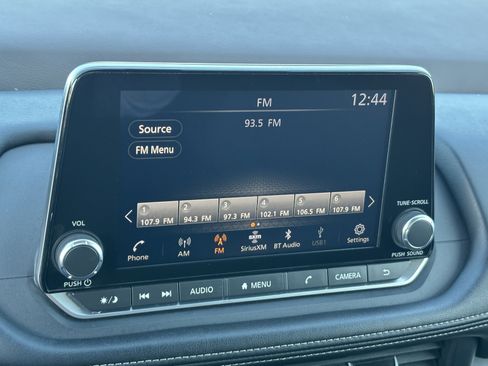 FM 12:44
Source 93.5 FM
FM Menu
1 2 3 4 5 6
107.9 FM 94.3 FM 97.3 FM 102.1 FM 106.5 FM 107.9 FM
VOL
TUNE·SCROLL
Phone AM FM SiriusXM BT Audio USB1 Settings
PUSH
PUSH SOUND
AUDIO MENU CAMERA